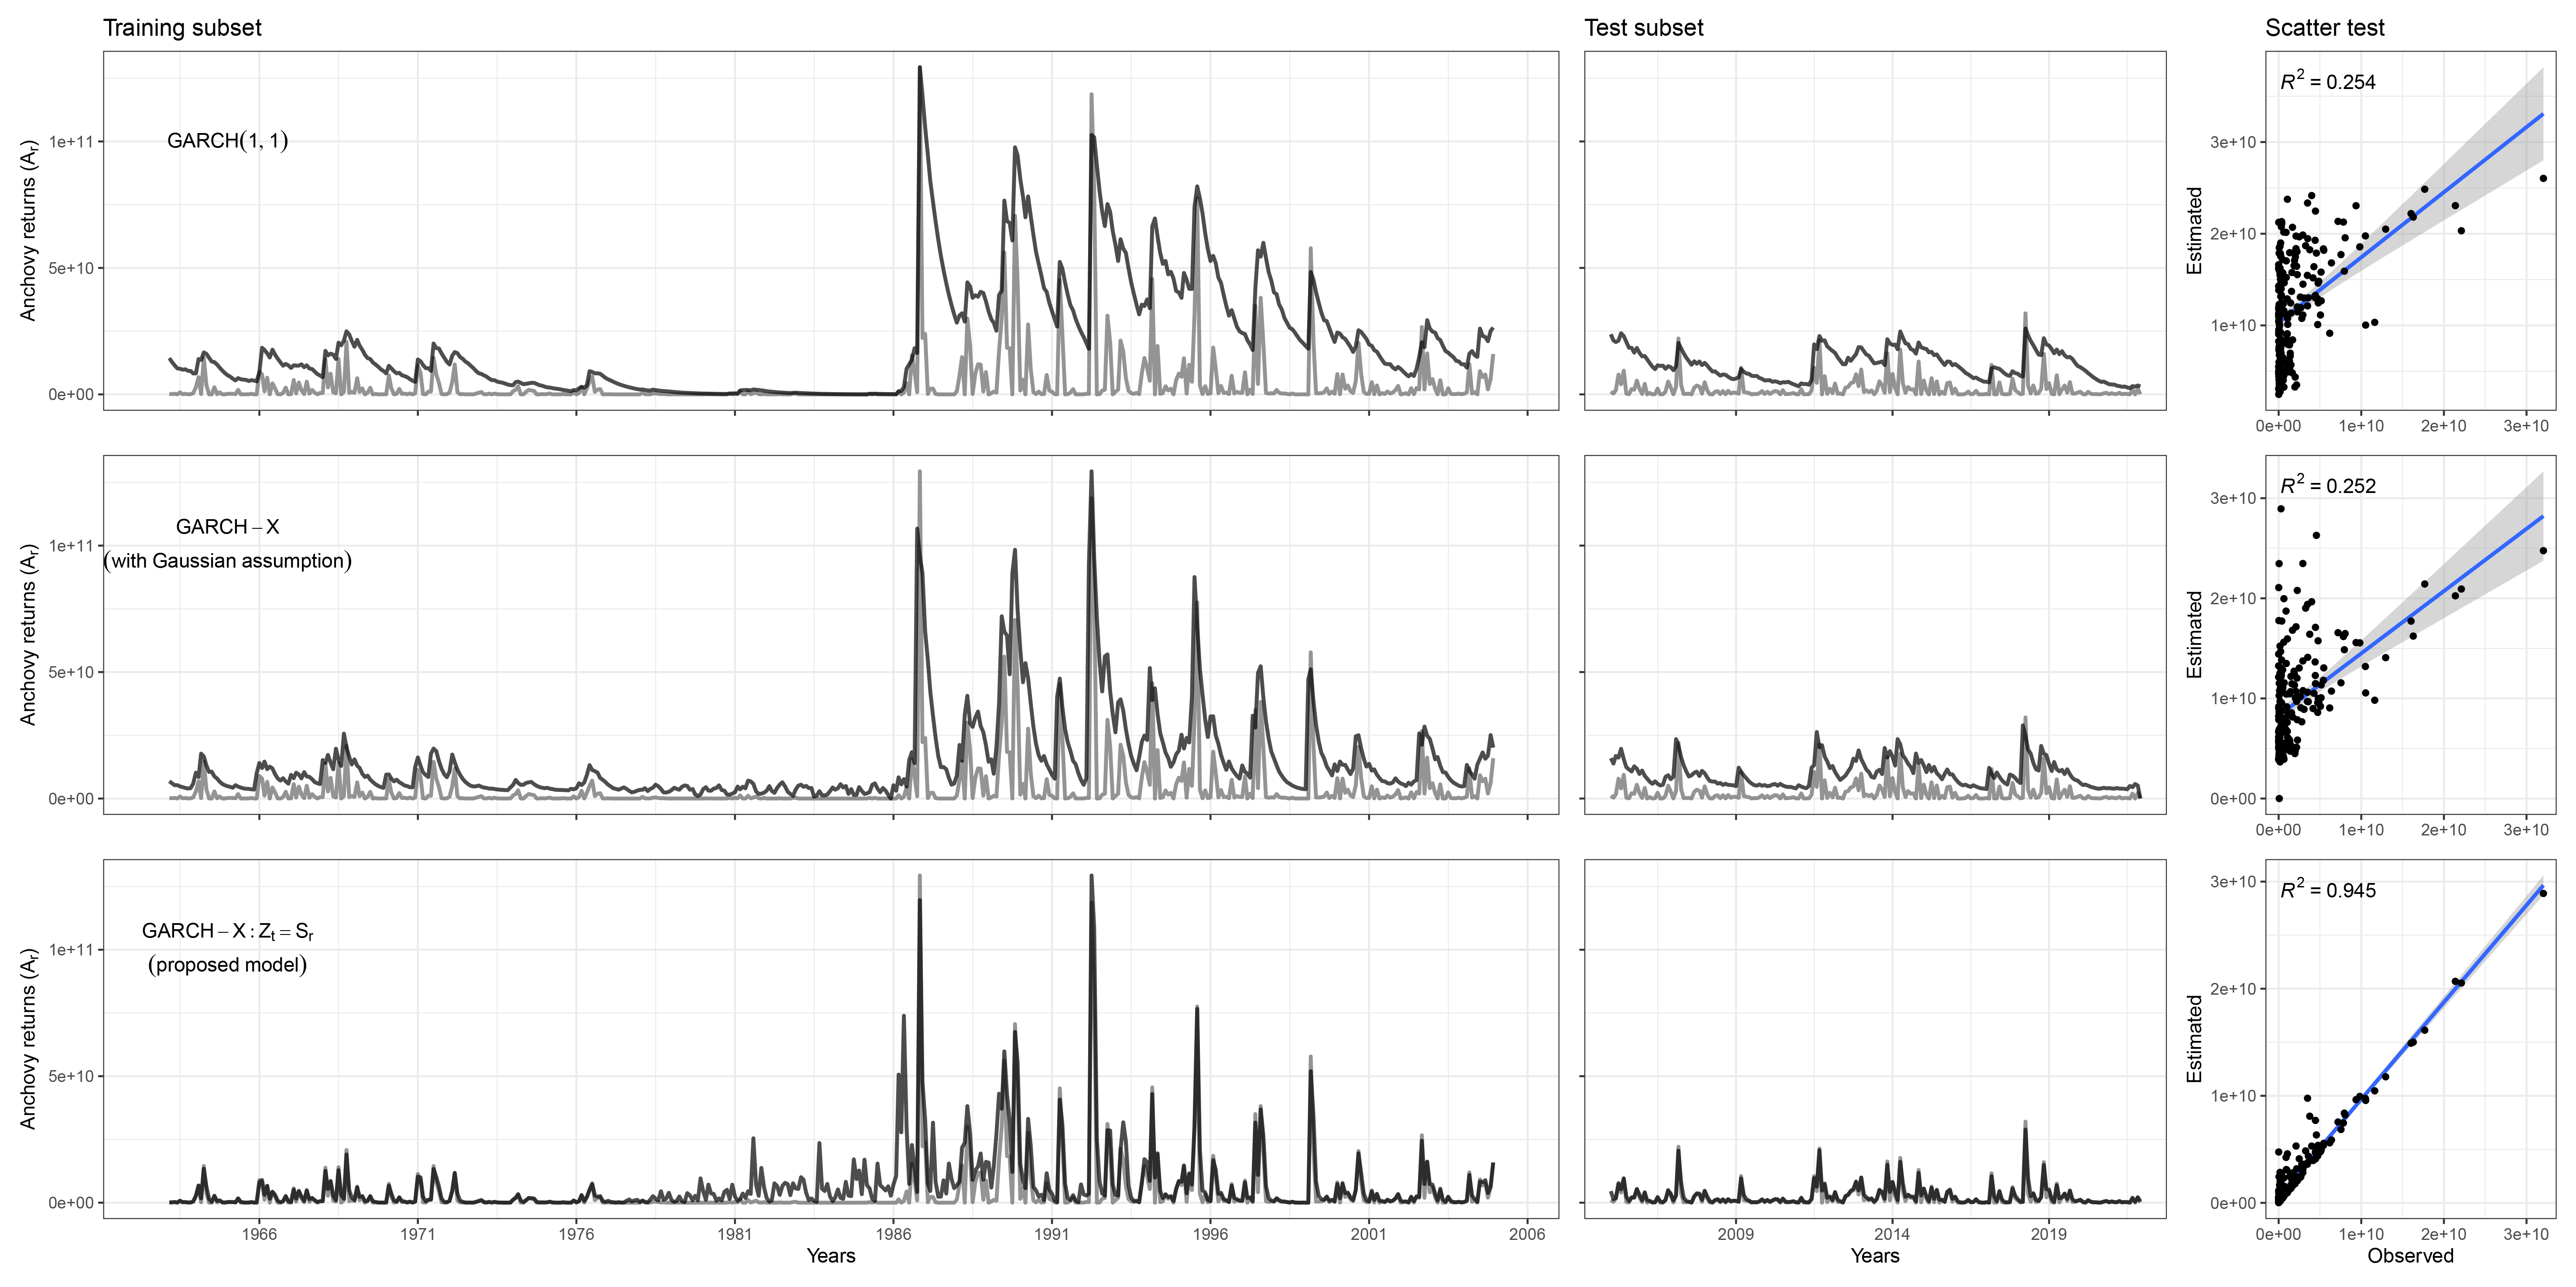 Training subset
Test subset
Scatter test
Anchovy returns (Ar)
1e+11
5e+10
0e+00
GARCH(1, 1)
Estimated
3e+10
2e+10
1e+10
R2 = 0.254
0e+00 1e+10 2e+10 3e+10
Anchovy returns (Ar)
1e+11
5e+10
0e+00
GARCH – X
(with Gaussian assumption)
Estimated
3e+10
2e+10
1e+10
0e+00
R2 = 0.252
0e+00 1e+10 2e+10 3e+10
Anchovy returns (Ar)
1e+11
5e+10
0e+00
GARCH – X : Zt = Sr
(proposed model)
1966 1971 1976 1981 1986 1991 1996 2001 2006
Years
2009 2014 2019
Years
Estimated
3e+10
2e+10
1e+10
0e+00
R2 = 0.945
0e+00 1e+10 2e+10 3e+10
Observed